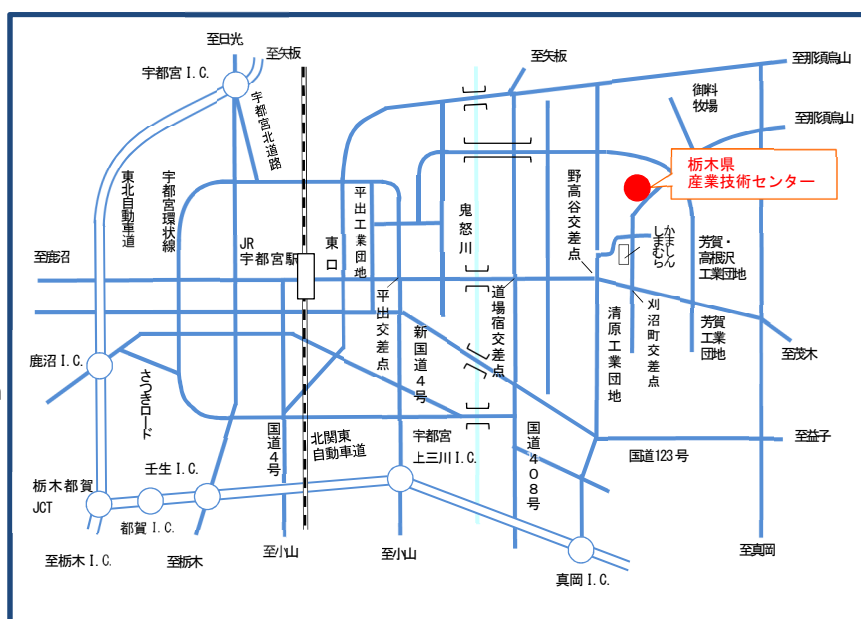 至日光
至矢板
宇都宮 I.C.
宇都宮北道路
至矢板
至那須烏山
御料
牧場
至那須烏山
栃木県
産業技術センター
東北自動車道
宇都宮環状線
平出工業団地
鬼怒川
野高谷交差点
JR
宇都宮駅
東口
至鹿沼
かましん
しまむら
芳賀・
高根沢
工業団地
平出交差点
新国道4号
道場宿交差点
清原工業団地
刈沼町交差点
芳賀
工業
団地
至茂木
鹿沼 I.C.
さつきロード
国道4号
北関東
自動車道
宇都宮
上三川 I.C.
国道408号
国道123号
至益子
壬生 I.C.
栃木都賀
JCT
都賀 I.C.
至栃木 I.C.
至栃木
至小山
至小山
真岡 I.C.
至真岡